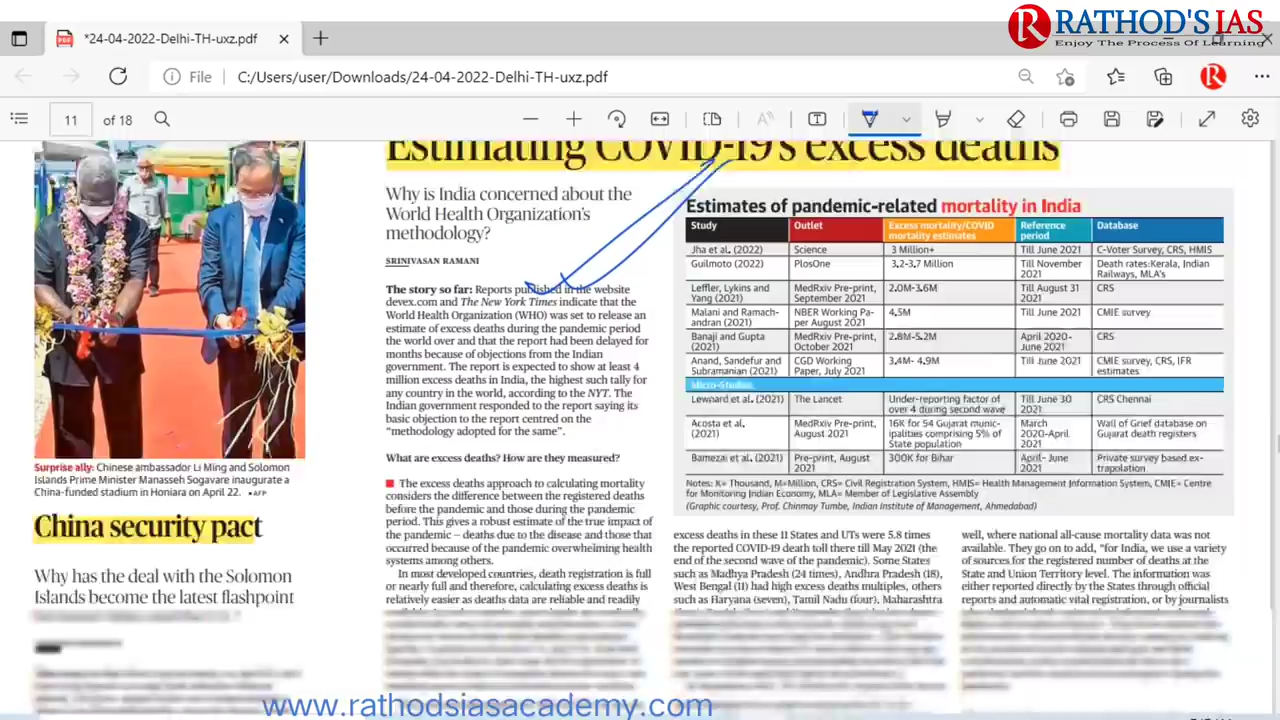 RATHOD'S IAS
Enjoy The Process Of Learning
*24-04-2022-Delhi-TH-uxz.pdf
File
C:/Users/user/Downloads/24-04-2022-Delhi-TH-uxz.pdf
11
of 18
Surprise ally: Chinese ambassador Li Ming and Solomon
Islands Prime Minister Manasseh Sogavare inaugurate a
China-funded stadium in Honiara on April 22. •AFP
China security pact
Why has the deal with the Solomon
Islands become the latest flashpoint
Estimating COVID-19's excess deaths
Why is India concerned about the
World Health Organization's
methodology?
SRINIVASAN RAMANI
The story so far: Reports published in the website
devex.com and The New York Times indicate that the
World Health Organization (WHO) was set to release an
estimate of excess deaths during the pandemic period
the world over and that the report had been delayed for
months because of objections from the Indian
government. The report is expected to show at least 4
million excess deaths in India, the highest such tally for
any country in the world, according to the NYT. The
Indian government responded to the report saying its
basic objection to the report centred on the
"methodology adopted for the same".
What are excess deaths? How are they measured?
The excess deaths approach to calculating mortality
considers the difference between the registered deaths
before the pandemic and those during the pandemic
period. This gives a robust estimate of the true impact of
the pandemic – deaths due to the disease and those that
occurred because of the pandemic overwhelming health
systems among others.
In most developed countries, death registration is full
or nearly full and therefore, calculating excess deaths is
relatively easier as deaths data are reliable and readily
Estimates of pandemic-related mortality in India
Study Outlet Excess mortality/COVID mortality estimates Reference period Database
Jha et al. (2022) Science 3 Million+ Till June 2021 C-Voter Survey, CRS, HMIS
Guilmoto (2022) PlosOne 3.2-3.7 Million Till November 2021 Death rates:Kerala, Indian Railways, MLA's
Leffler, Lykins and Yang (2021) MedRxiv Pre-print, September 2021 2.0M-3.6M Till August 31 2021 CRS
Malani and Ramachandran (2021) NBER Working Paper August 2021 4.5M Till June 2021 CMIE survey
Banaji and Gupta (2021) MedRxiv Pre-print, October 2021 2.8M-5.2M April 2020-June 2021 CRS
Anand, Sandefur and Subramanian (2021) CGD Working Paper, July 2021 3.4M- 4.9M Till June 2021 CMIE survey, CRS, IFR estimates
Micro-Studies
Lewnard et al. (2021) The Lancet Under-reporting factor of over 4 during second wave Till June 30 2021 CRS Chennai
Acosta et al. (2021) MedRxiv Pre-print, August 2021 16K for 54 Gujarat municipalities comprising 5% of State population March 2020-April 2021 Wall of Grief database on Gujarat death registers
Bamezai et al. (2021) Pre-print, August 2021 300K for Bihar April- June 2021 Private survey based extrapolation
Notes: K= Thousand, M=Million, CRS= Civil Registration System, HMIS= Health Management Information System, CMIE= Centre
for Monitoring Indian Economy, MLA= Member of Legislative Assembly
(Graphic courtesy, Prof. Chinmay Tumbe, Indian Institute of Management, Ahmedabad)
excess deaths in these 11 States and UTs were 5.8 times
the reported COVID-19 death toll there till May 2021 (the
end of the second wave of the pandemic). Some States
such as Madhya Pradesh (24 times), Andhra Pradesh (18),
West Bengal (11) had high excess deaths multiples, others
such as Haryana (seven), Tamil Nadu (four), Maharashtra
well, where national all-cause mortality data was not
available. They go on to add, "for India, we use a variety
of sources for the registered number of deaths at the
State and Union Territory level. The information was
either reported directly by the States through official
reports and automatic vital registration, or by journalists
www.rathodsiasacademy.com